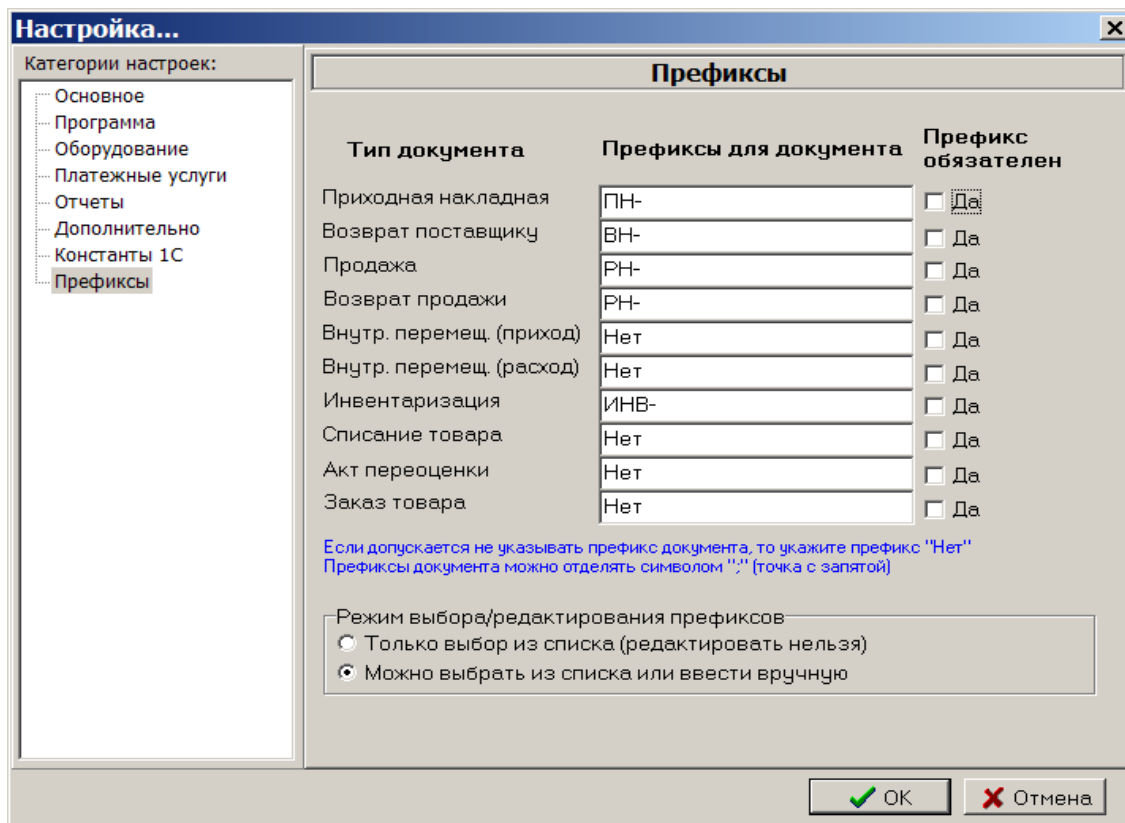 Настройка...
Категории настроек:
Основное
Программа
Оборудование
Платежные услуги
Отчеты
Дополнительно
Константы 1С
Префиксы
Префиксы
Тип документа Префиксы для документа Префикс обязателен
Приходная накладная ПН- Да
Возврат поставщику ВН- Да
Продажа РН- Да
Возврат продажи РН- Да
Внутр. перемещ. (приход) Нет Да
Внутр. перемещ. (расход) Нет Да
Инвентаризация ИНВ- Да
Списание товара Нет Да
Акт переоценки Нет Да
Заказ товара Нет Да
Если допускается не указывать префикс документа, то укажите префикс "Нет"
Префиксы документа можно отделять символом ";" (точка с запятой)
Режим выбора/редактирования префиксов
Только выбор из списка (редактировать нельзя)
Можно выбрать из списка или ввести вручную
OK Отмена